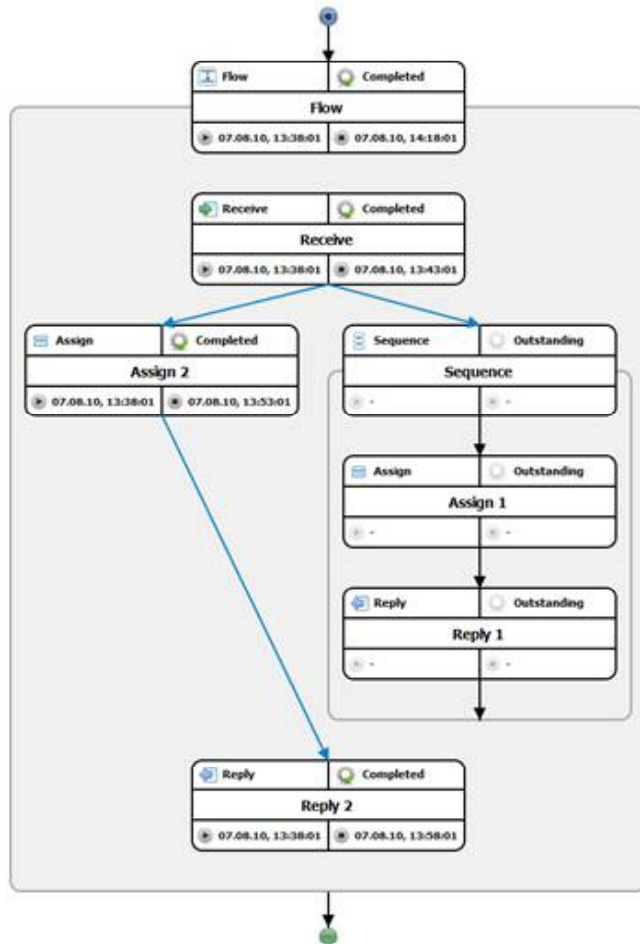 Flow Completed
Flow
07.08.10, 13:38:01 07.08.10, 14:18:01
Receive Completed
Receive
07.08.10, 13:38:01 07.08.10, 13:43:01
Assign Completed
Assign 2
07.08.10, 13:38:01 07.08.10, 13:53:01
Sequence Outstanding
Sequence
- -
Assign Outstanding
Assign 1
- -
Reply Outstanding
Reply 1
- -
Reply Completed
Reply 2
07.08.10, 13:38:01 07.08.10, 13:58:01